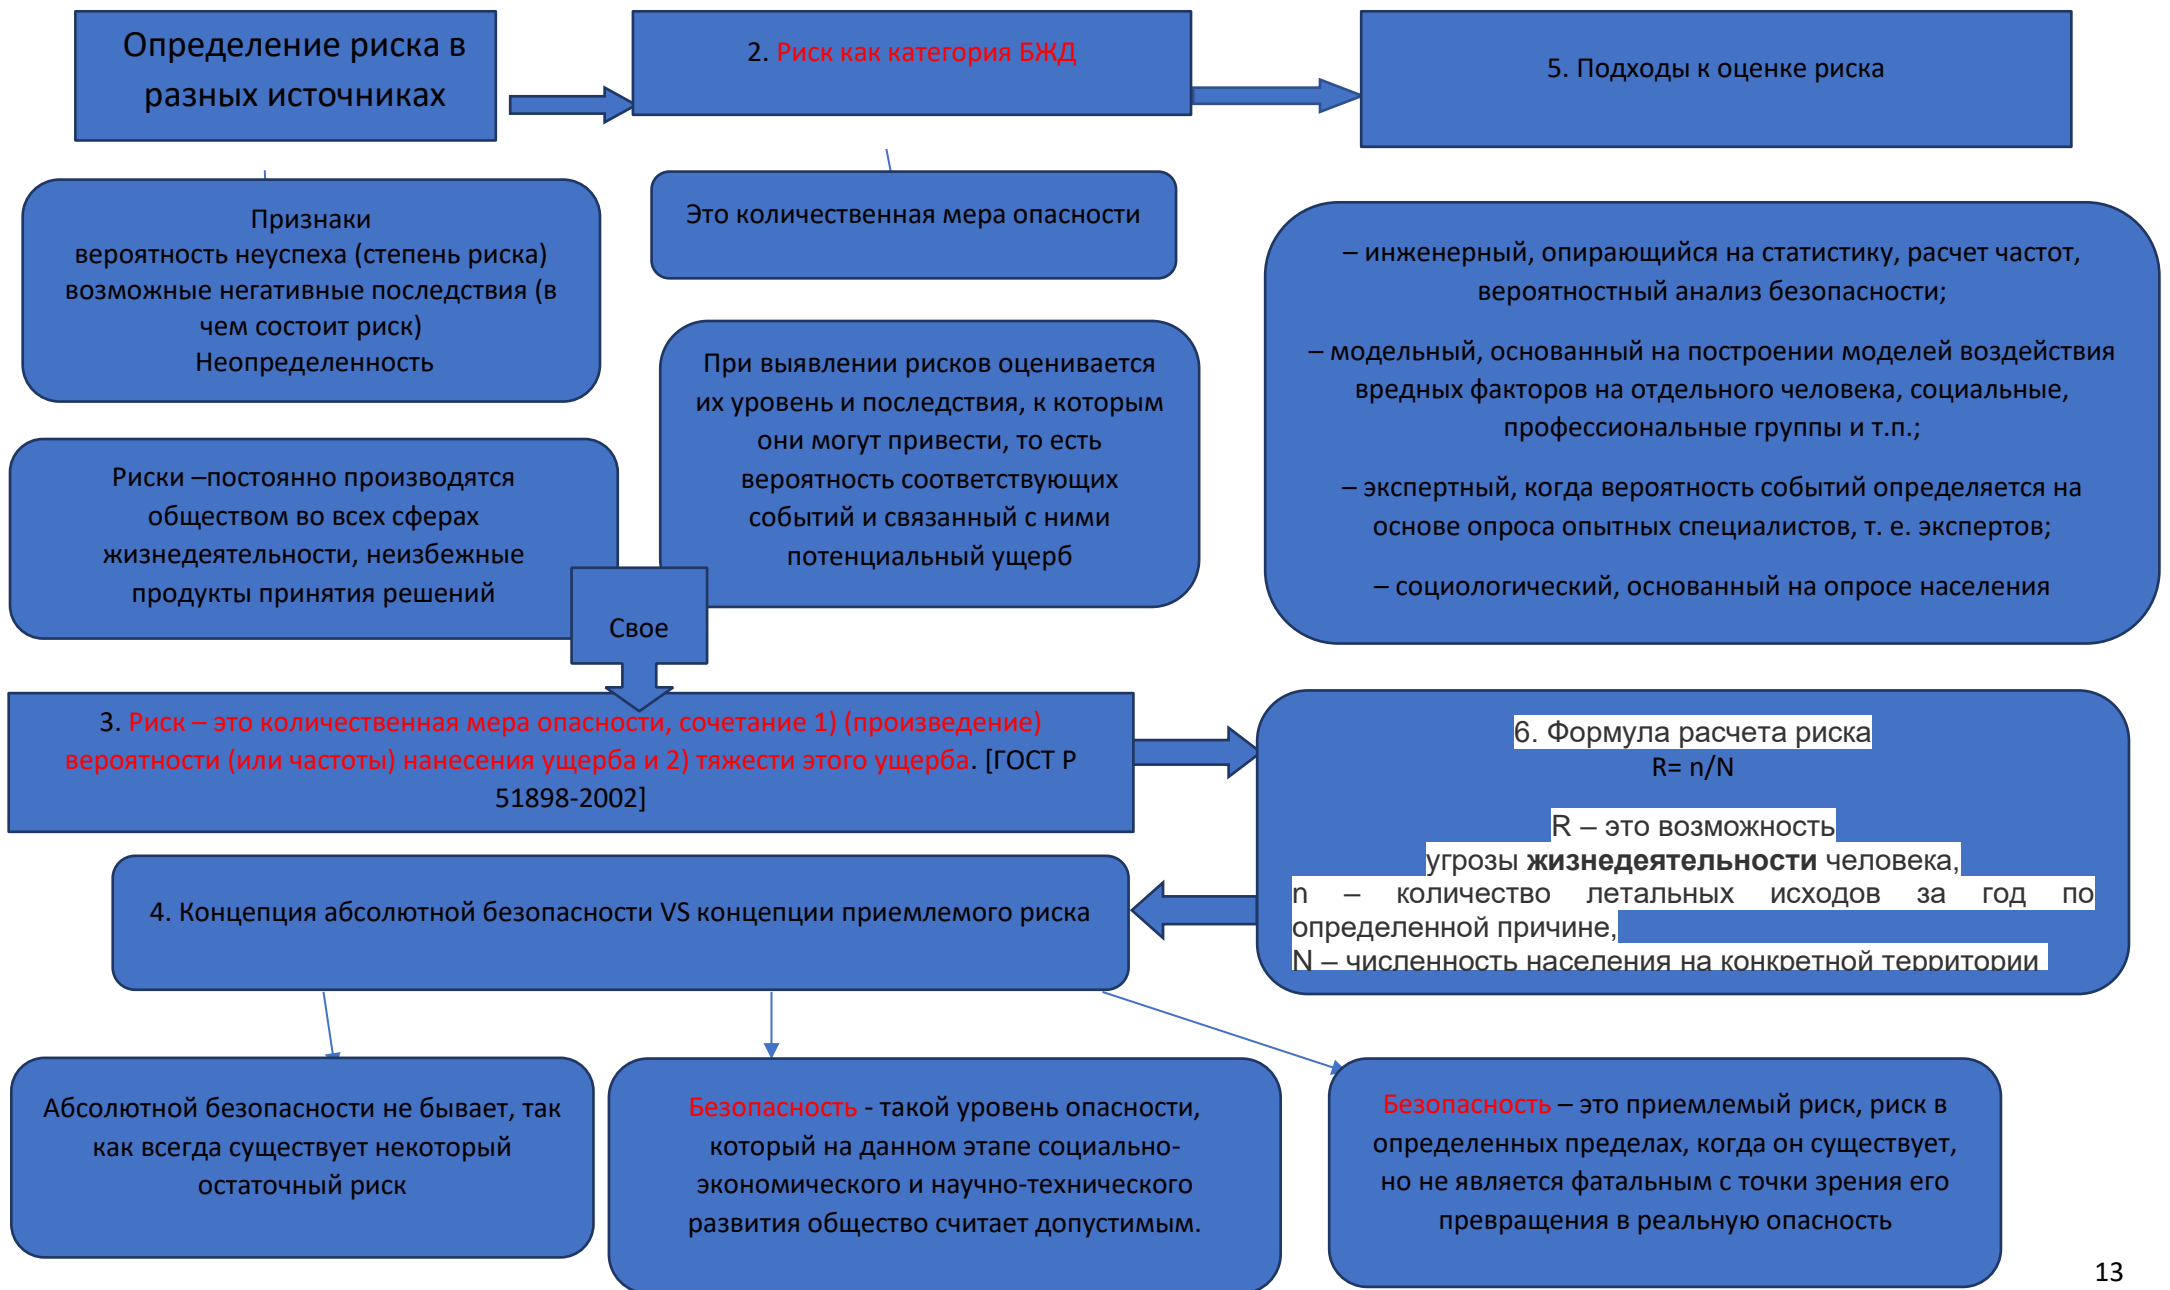 Определение риска в
разных источниках
2. Риск как категория БЖД
5. Подходы к оценке риска
Признаки
вероятность неуспеха (степень риска)
возможные негативные последствия (в
чем состоит риск)
Неопределенность
Это количественная мера опасности
При выявлении рисков оценивается
их уровень и последствия, к которым
они могут привести, то есть
вероятность соответствующих
событий и связанный с ними
потенциальный ущерб
– инженерный, опирающийся на статистику, расчет частот,
вероятностный анализ безопасности;
– модельный, основанный на построении моделей воздействия
вредных факторов на отдельного человека, социальные,
профессиональные группы и т.п.;
– экспертный, когда вероятность событий определяется на
основе опроса опытных специалистов, т. е. экспертов;
– социологический, основанный на опросе населения
Риски –постоянно производятся
обществом во всех сферах
жизнедеятельности, неизбежные
продукты принятия решений
Свое
3. Риск – это количественная мера опасности, сочетание 1) (произведение)
вероятности (или частоты) нанесения ущерба и 2) тяжести этого ущерба. [ГОСТ Р
51898-2002]
6. Формула расчета риска
R= n/N
R – это возможность
угрозы жизнедеятельности человека,
n – количество летальных исходов за год по
определенной причине,
N – численность населения на конкретной территории
4. Концепция абсолютной безопасности VS концепции приемлемого риска
Абсолютной безопасности не бывает, так
как всегда существует некоторый
остаточный риск
Безопасность - такой уровень опасности,
который на данном этапе социально-
экономического и научно-технического
развития общество считает допустимым.
Безопасность – это приемлемый риск, риск в
определенных пределах, когда он существует,
но не является фатальным с точки зрения его
превращения в реальную опасность
13